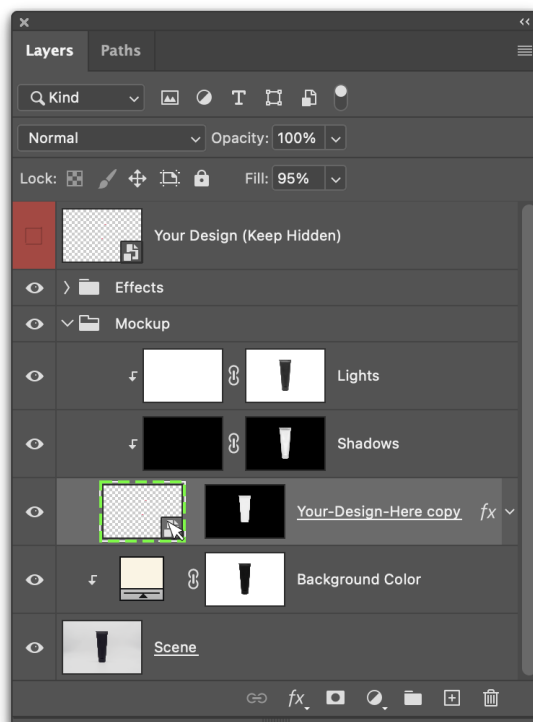 Layers Paths
Kind
Normal Opacity: 100%
Lock: Fill: 95%
Your Design (Keep Hidden)
Effects
Mockup
Lights
Shadows
Your-Design-Here copy fx
Background Color
Scene
fx